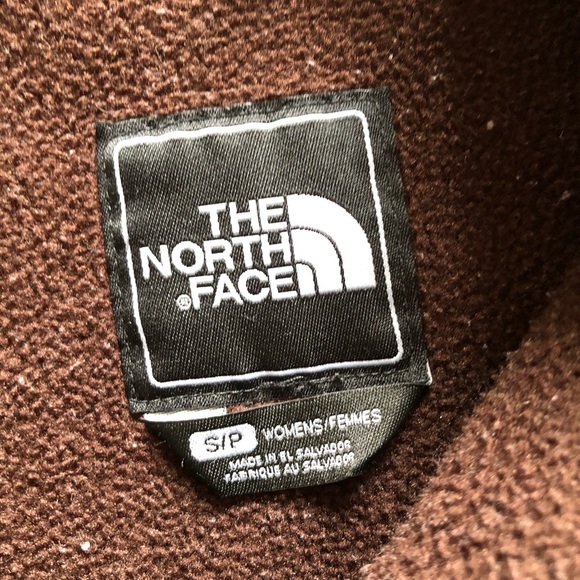 THE
NORTH
®FACE
S/P WOMENS/FEMMES
MADE IN EL SALVADOR
FABRIQUE AU SALVADOR